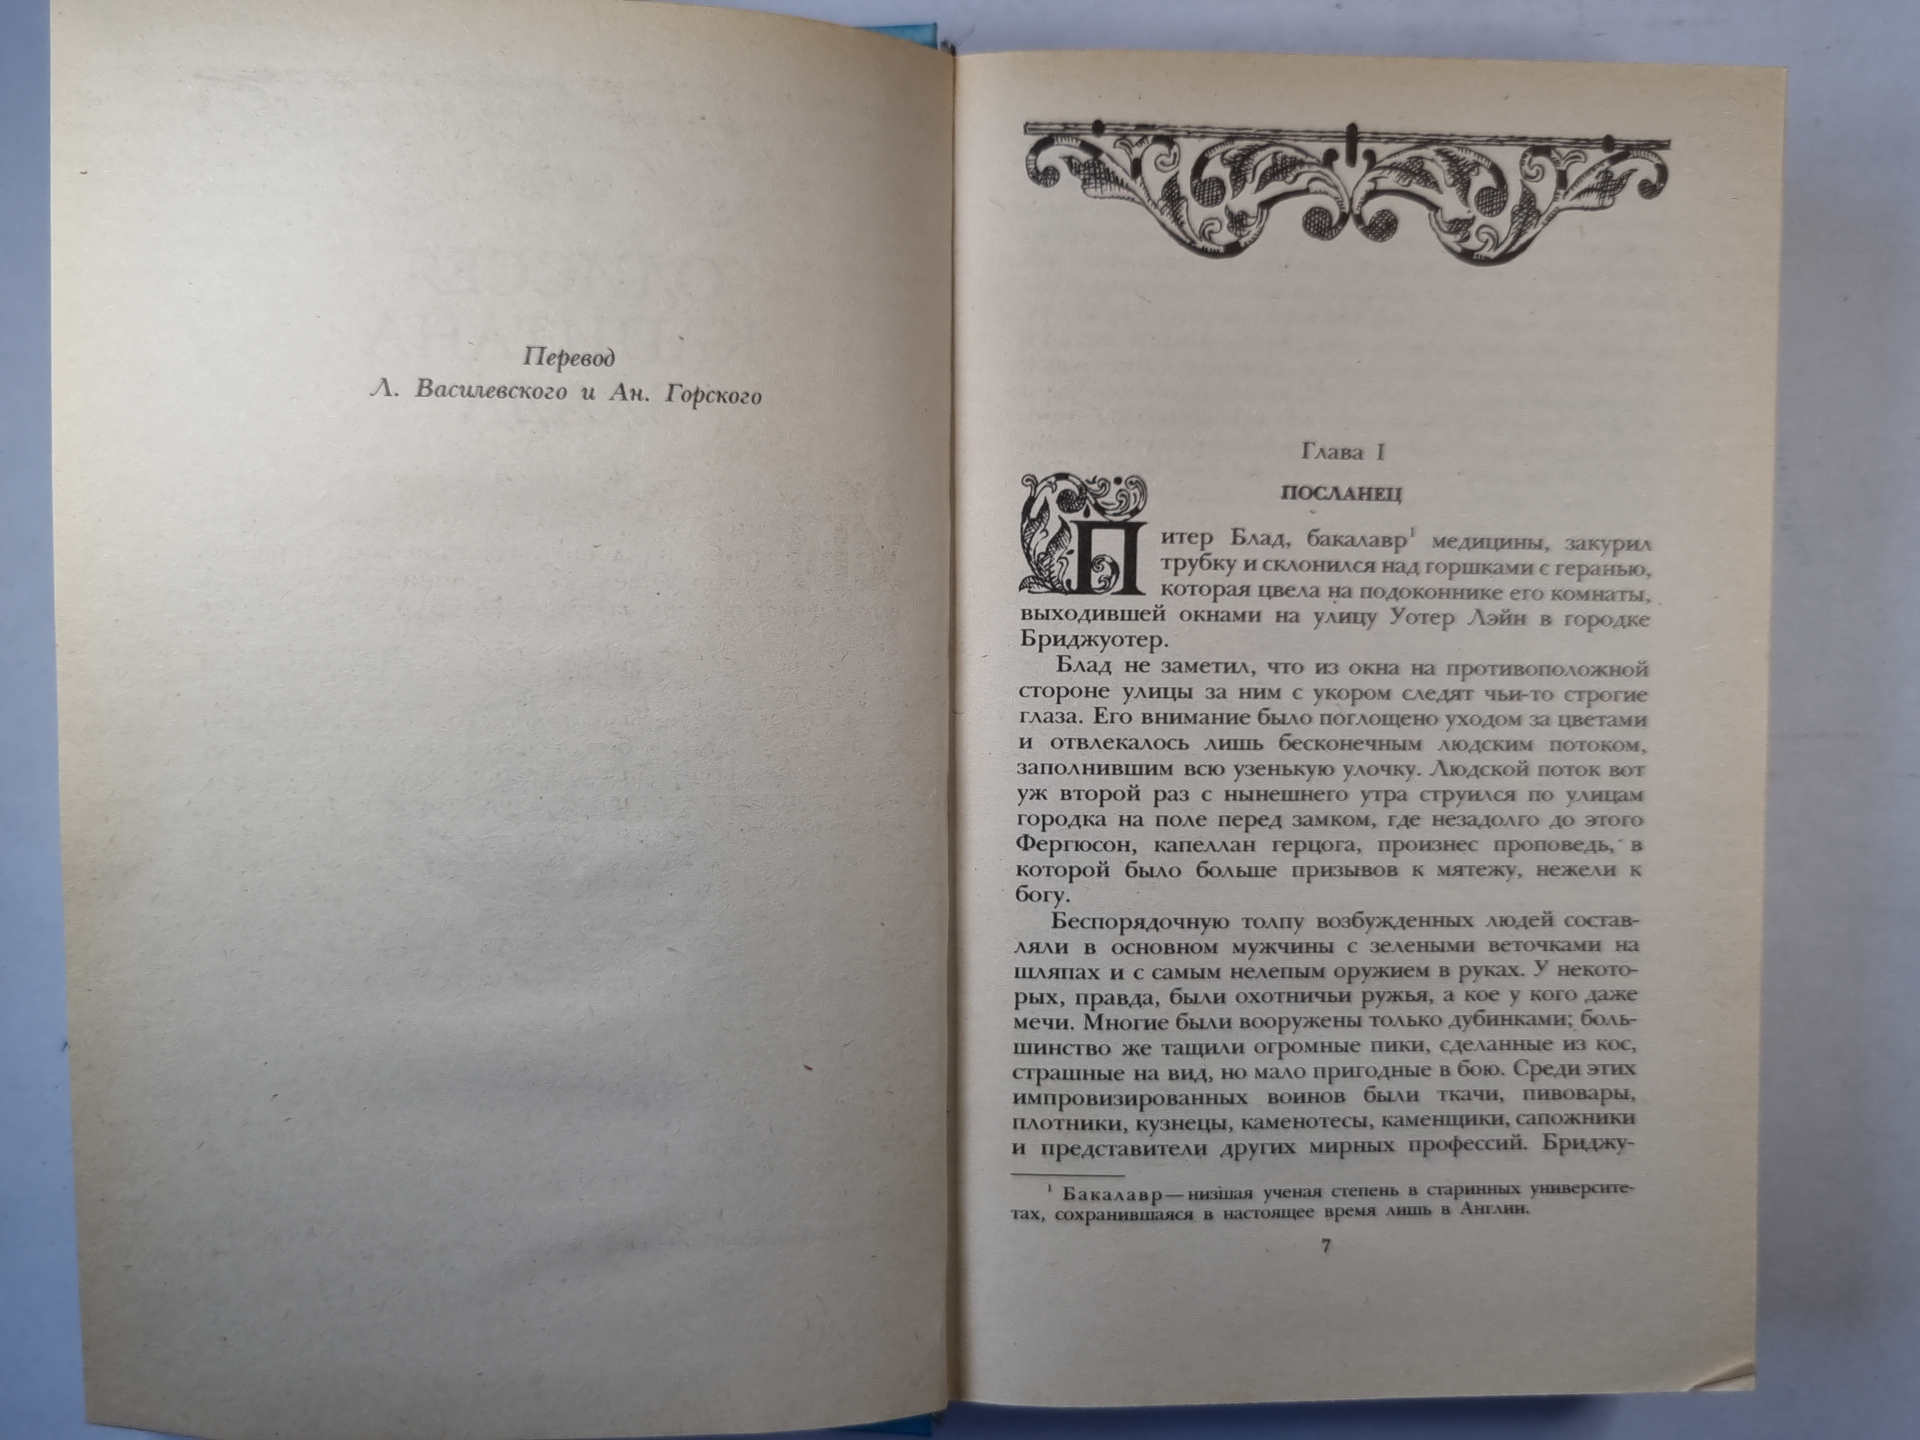 Перевод
Л. Василевского и Ан. Горского
Глава I
ПОСЛАНЕЦ
Питер Блад, бакалавр¹ медицины, закурил
трубку и склонился над горшками с геранью,
которая цвела на подоконнике его комнаты,
выходившей окнами на улицу Уотер Лэйн в городке
Бриджуотер.
Блад не заметил, что из окна на противоположной
стороне улицы за ним с укором следят чьи-то строгие
глаза. Его внимание было поглощено уходом за цветами
и отвлекалось лишь бесконечным людским потоком,
заполнившим всю узенькую улочку. Людской поток вот
уж второй раз с нынешнего утра струился по улицам
городка на поле перед замком, где незадолго до этого
Фергюсон, капеллан герцога, произнес проповедь, в
которой было больше призывов к мятежу, нежели к
богу.
Беспорядочную толпу возбужденных людей состав-
ляли в основном мужчины с зелеными веточками на
шляпах и с самым нелепым оружием в руках. У некото-
рых, правда, были охотничьи ружья, а кое у кого даже
мечи. Многие были вооружены только дубинками; боль-
шинство же тащили огромные пики, сделанные из кос,
страшные на вид, но мало пригодные в бою. Среди этих
импровизированных воинов были ткачи, пивовары,
плотники, кузнецы, каменотесы, каменщики, сапожники
и представители других мирных профессий. Бриджу-
¹ Бакалавр—низшая ученая степень в старинных университе-
тах, сохранившаяся в настоящее время лишь в Англии.
7